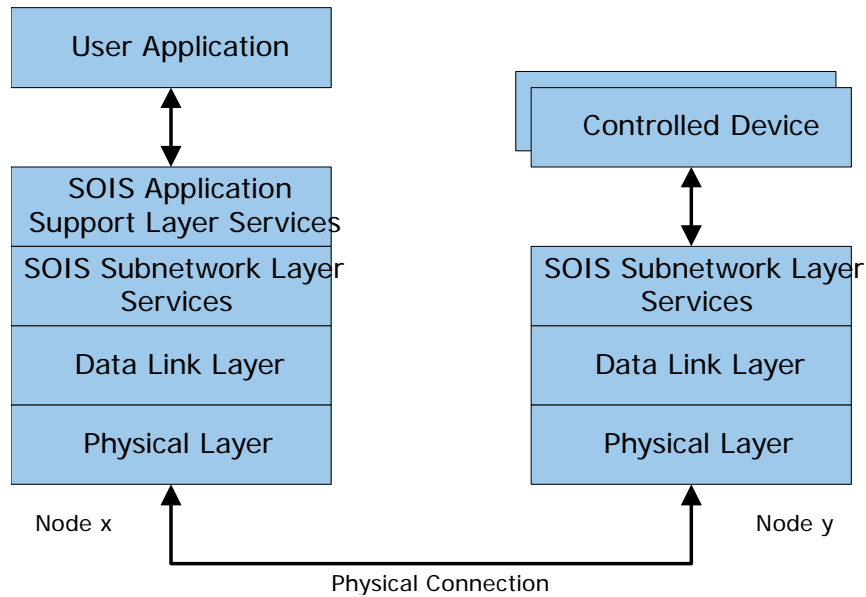 User Application
Controlled Device
SOIS Application
Support Layer Services
SOIS Subnetwork Layer
Services
Data Link Layer
Physical Layer
SOIS Subnetwork Layer
Services
Data Link Layer
Physical Layer
Node x
Node y
Physical Connection